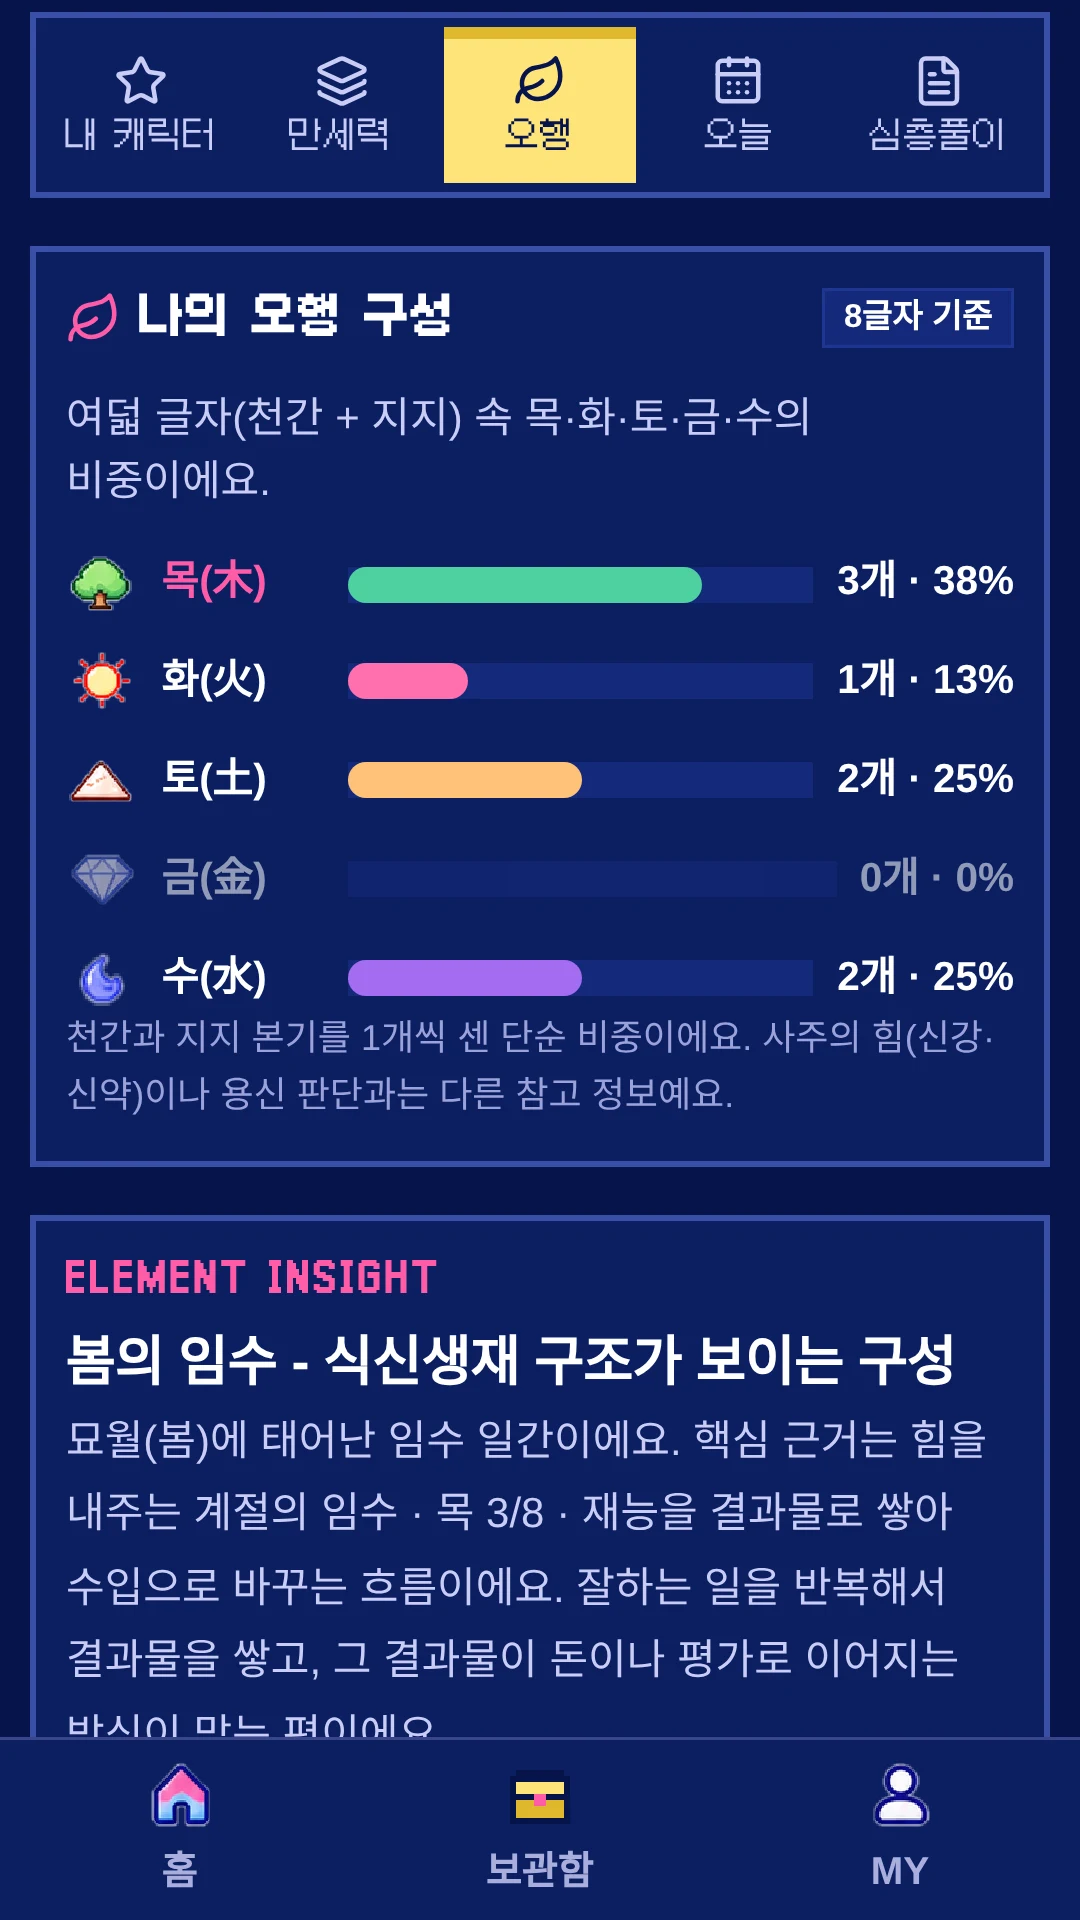 내 캐릭터
만세력
오행
오늘
심층풀이
나의 오행 구성
8글자 기준
여덟 글자(천간 + 지지) 속 목·화·토·금·수의
비중이에요.
목(木) 3개 · 38%
화(火) 1개 · 13%
토(土) 2개 · 25%
금(金) 0개 · 0%
수(水) 2개 · 25%
천간과 지지 본기를 1개씩 센 단순 비중이에요. 사주의 힘(신강·
신약)이나 용신 판단과는 다른 참고 정보예요.
ELEMENT INSIGHT
봄의 임수 - 식신생재 구조가 보이는 구성
묘월(봄)에 태어난 임수 일간이에요. 핵심 근거는 힘을
내주는 계절의 임수 · 목 3/8 · 재능을 결과물로 쌓아
수입으로 바꾸는 흐름이에요. 잘하는 일을 반복해서
결과물을 쌓고, 그 결과물이 돈이나 평가로 이어지는
방식이 맞는 편이에요
홈
보관함
MY